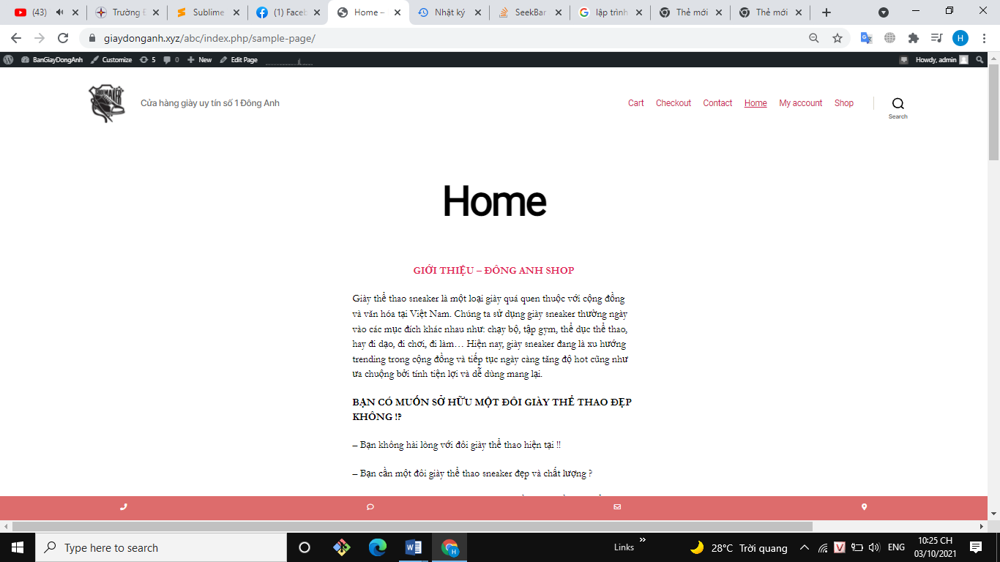 (43)
Trường Đ
Sublime
(1) Faceb
Home –
Nhật ký
SeekBar
lập trình
Thẻ mới
Thẻ mới
giaydonganh.xyz/abc/index.php/sample-page/
H
BanGiayDongAnh
Customize
5
0
New
Edit Page
Howdy, admin
Cửa hàng giày uy tín số 1 Đông Anh
Cart
Checkout
Contact
Home
My account
Shop
Search
Home
GIỚI THIỆU – ĐÔNG ANH SHOP
Giày thể thao sneaker là một loại giày quá quen thuộc với cộng đồng
và văn hóa tại Việt Nam. Chúng ta sử dụng giày sneaker thường ngày
vào các mục đích khác nhau như: chạy bộ, tập gym, thể dục thể thao,
hay đi dạo, đi chơi, đi làm… Hiện nay, giày sneaker đang là xu hướng
trending trong cộng đồng và tiếp tục ngày càng tăng độ hot cũng như
ưa chuộng bởi tính tiện lợi và dễ dùng mang lại.
BẠN CÓ MUỐN SỞ HỮU MỘT ĐÔI GIÀY THỂ THAO ĐẸP
KHÔNG !?
– Bạn không hài lòng với đôi giày thể thao hiện tại !!
– Bạn cần một đôi giày thể thao sneaker đẹp và chất lượng ?
Type here to search
Links
28°C Trời quang
V
ENG
10:25 CH
03/10/2021